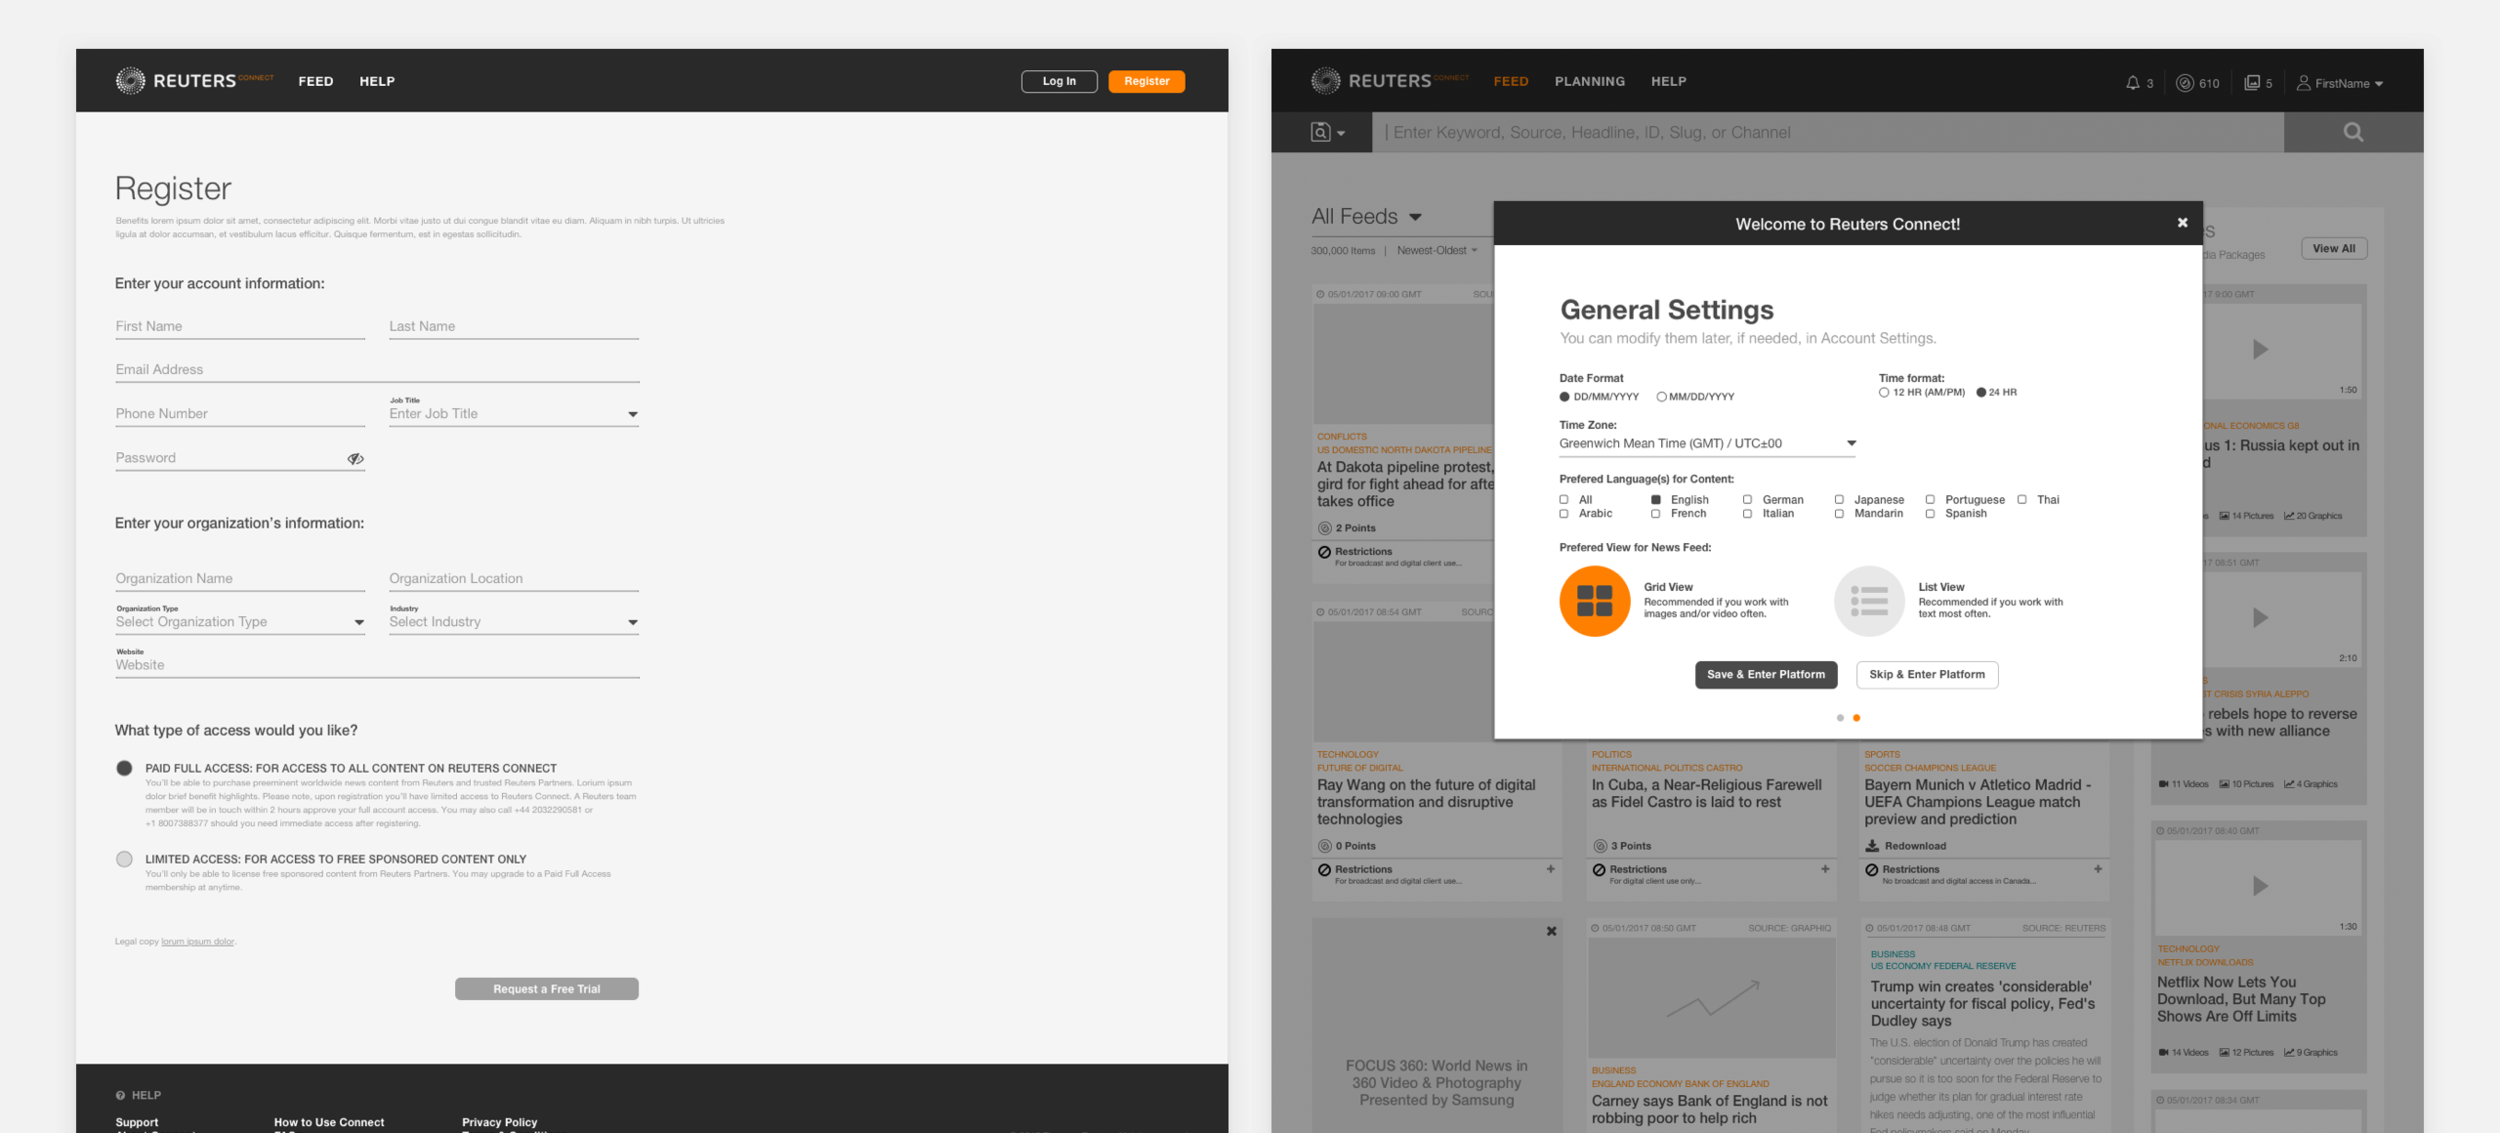 REUTERS CONNECT FEED HELP Log In Register
Register
Benefits lorem ipsum dolor sit amet, consectetur adipiscing elit. Morbi vitae justo ut dui congue blandit vitae eu diam. Aliquam in nibh turpis. Ut ultricies
ligula at dolor accumsan, et vestibulum lacus efficitur. Quisque fermentum, est in egestas sollicitudin.
Enter your account information:
First Name Last Name
Email Address
Job Title
Phone Number Enter Job Title
Password
Enter your organization's information:
Organization Name Organization Location
Organization Type Industry
Select Organization Type Select Industry
Website
Website
What type of access would you like?
PAID FULL ACCESS: FOR ACCESS TO ALL CONTENT ON REUTERS CONNECT
You'll be able to purchase preeminent worldwide news content from Reuters and trusted Reuters Partners. Lorium ipsum
dolor brief benefit highlights. Please note, upon registration you'll have limited access to Reuters Connect. A Reuters team
member will be in touch within 2 hours approve your full account access. You may also call +44 2032290581 or
+1 8007388377 should you need immediate access after registering.
LIMITED ACCESS: FOR ACCESS TO FREE SPONSORED CONTENT ONLY
You'll only be able to license free sponsored content from Reuters Partners. You may upgrade to a Paid Full Access
membership at anytime.
Legal copy lorum ipsum dolor.
Request a Free Trial
HELP
Support How to Use Connect Privacy Policy
REUTERS CONNECT FEED PLANNING HELP 3 610 5 FirstName
Enter Keyword, Source, Headline, ID, Slug, or Channel
All Feeds
300,000 Items | Newest-Oldest
View All
dia Packages
Welcome to Reuters Connect!
General Settings
You can modify them later, if needed, in Account Settings.
Date Format Time format:
DD/MM/YYYY MM/DD/YYYY 12 HR (AM/PM) 24 HR
Time Zone:
Greenwich Mean Time (GMT) / UTC±00
Prefered Language(s) for Content:
All English German Japanese Portuguese Thai
Arabic French Italian Mandarin Spanish
Prefered View for News Feed:
Grid View
Recommended if you work with
images and/or video often.
List View
Recommended if you work with
text most often.
Save & Enter Platform Skip & Enter Platform
05/01/2017 09:00 GMT SOU
CONFLICTS
US DOMESTIC NORTH DAKOTA PIPELINE
At Dakota pipeline protest,
gird for fight ahead for afte
takes office
2 Points
Restrictions
For broadcast and digital client use...
05/01/2017 08:54 GMT SOURC
TECHNOLOGY
FUTURE OF DIGITAL
Ray Wang on the future of digital
transformation and disruptive
technologies
0 Points
Restrictions +
For broadcast and digital client use...
POLITICS
INTERNATIONAL POLITICS CASTRO
In Cuba, a Near-Religious Farewell
as Fidel Castro is laid to rest
3 Points
Restrictions +
For digital client use only...
SPORTS
SOCCER CHAMPIONS LEAGUE
Bayern Munich v Atletico Madrid -
UEFA Champions League match
preview and prediction
Redownload
Restrictions +
No broadcast and digital access in Canada...
FOCUS 360: World News in
360 Video & Photography
Presented by Samsung
05/01/2017 08:50 GMT SOURCE: GRAPHIQ
BUSINESS
ENGLAND ECONOMY BANK OF ENGLAND
Carney says Bank of England is not
robbing poor to help rich
05/01/2017 08:48 GMT SOURCE: REUTERS
BUSINESS
US ECONOMY FEDERAL RESERVE
Trump win creates 'considerable'
uncertainty for fiscal policy, Fed's
Dudley says
The U.S. election of Donald Trump has created
"considerable" uncertainty over the policies he will
pursue so it is too soon for the Federal Reserve to
judge whether its plan for gradual interest rate
hikes needs adjusting, one of the most influential
Fed policymakers said on Monday
17 9:00 GMT
1:50
ONAL ECONOMICS G8
us 1: Russia kept out in
d
s 14 Pictures 20 Graphics
17 08:51 GMT
2:10
ST CRISIS SYRIA ALEPPO
rebels hope to reverse
s with new alliance
11 Videos 10 Pictures 4 Graphics
05/01/2017 08:40 GMT
1:30
TECHNOLOGY
NETFLIX DOWNLOADS
Netflix Now Lets You
Download, But Many Top
Shows Are Off Limits
14 Videos 12 Pictures 9 Graphics
05/01/2017 08:34 GMT